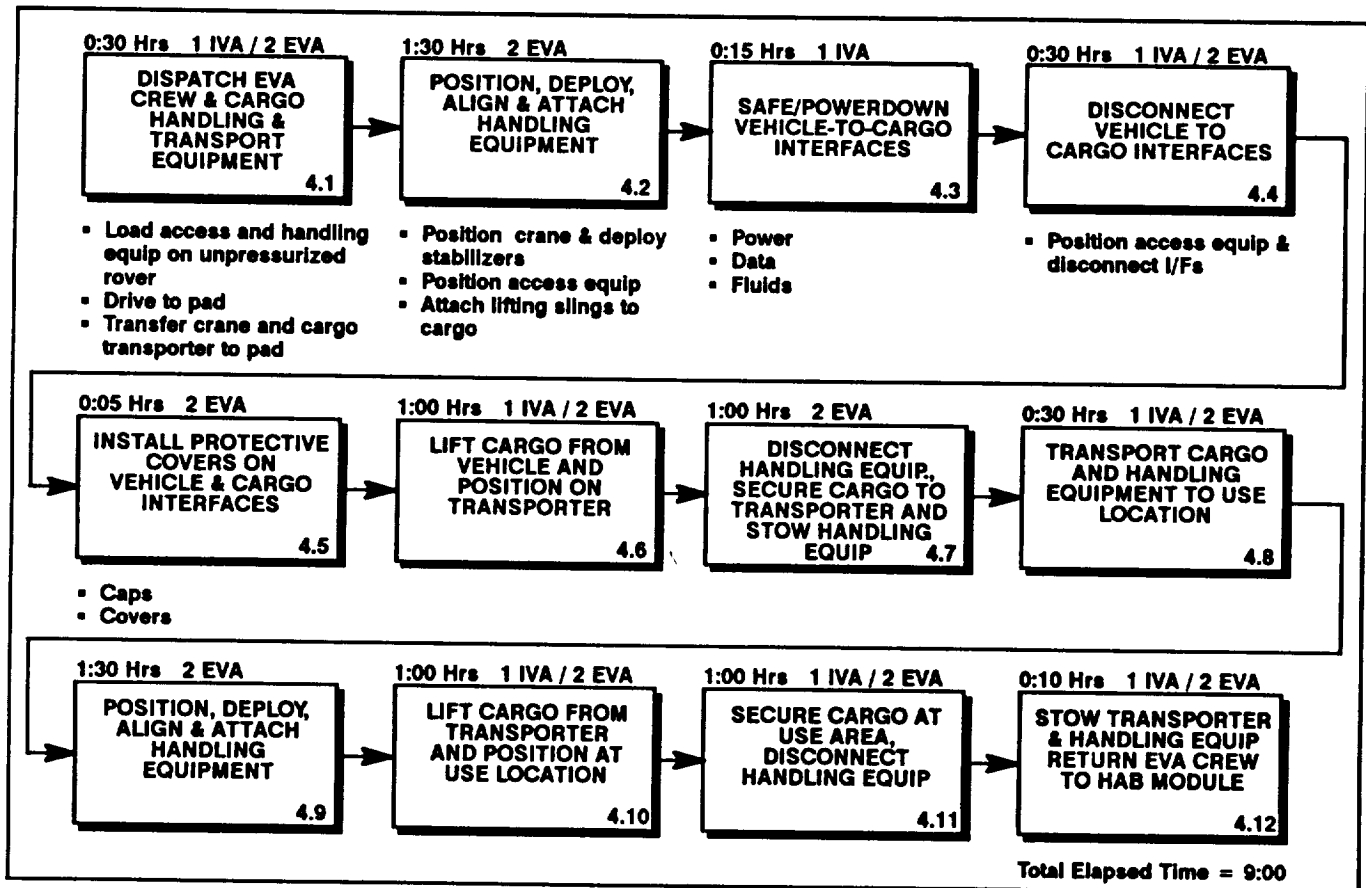 0:30 Hrs 1 IVA / 2 EVA
DISPATCH EVA
CREW & CARGO
HANDLING &
TRANSPORT
EQUIPMENT
4.1
▪ Load access and handling
equip on unpressurized
rover
▪ Drive to pad
▪ Transfer crane and cargo
transporter to pad
1:30 Hrs 2 EVA
POSITION, DEPLOY,
ALIGN & ATTACH
HANDLING
EQUIPMENT
4.2
▪ Position crane & deploy
stabilizers
▪ Position access equip
▪ Attach lifting slings to
cargo
0:15 Hrs 1 IVA
SAFE/POWERDOWN
VEHICLE-TO-CARGO
INTERFACES
4.3
▪ Power
▪ Data
▪ Fluids
0:30 Hrs 1 IVA / 2 EVA
DISCONNECT
VEHICLE TO
CARGO INTERFACES
4.4
▪ Position access equip &
disconnect I/Fs
0:05 Hrs 2 EVA
INSTALL PROTECTIVE
COVERS ON
VEHICLE & CARGO
INTERFACES
4.5
▪ Caps
▪ Covers
1:00 Hrs 1 IVA / 2 EVA
LIFT CARGO FROM
VEHICLE AND
POSITION ON
TRANSPORTER
4.6
1:00 Hrs 2 EVA
DISCONNECT
HANDLING EQUIP.,
SECURE CARGO TO
TRANSPORTER AND
STOW HANDLING
EQUIP
4.7
0:30 Hrs 1 IVA / 2 EVA
TRANSPORT CARGO
AND HANDLING
EQUIPMENT TO USE
LOCATION
4.8
1:30 Hrs 2 EVA
POSITION, DEPLOY,
ALIGN & ATTACH
HANDLING
EQUIPMENT
4.9
1:00 Hrs 1 IVA / 2 EVA
LIFT CARGO FROM
TRANSPORTER
AND POSITION AT
USE LOCATION
4.10
1:00 Hrs 1 IVA / 2 EVA
SECURE CARGO AT
USE AREA,
DISCONNECT
HANDLING EQUIP
4.11
0:10 Hrs 1 IVA / 2 EVA
STOW TRANSPORTER
& HANDLING EQUIP
RETURN EVA CREW
TO HAB MODULE
4.12
Total Elapsed Time = 9:00